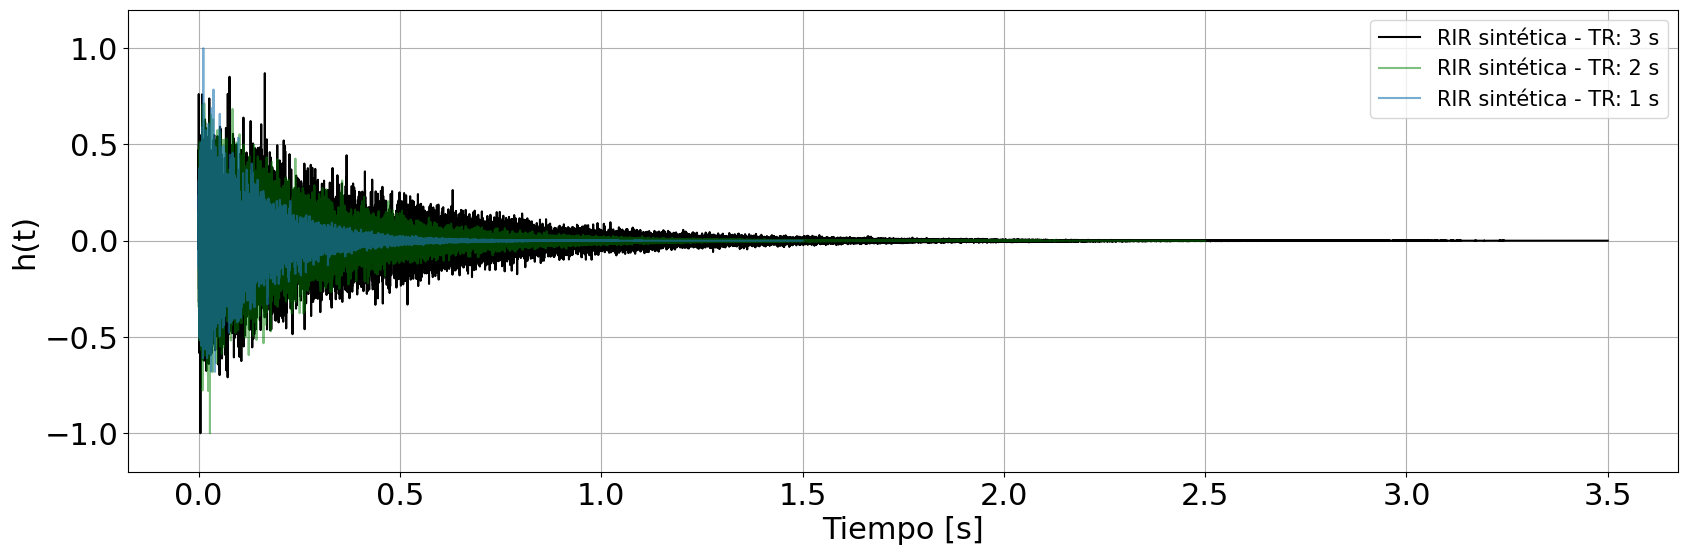 RIR sintética - TR: 3 s
RIR sintética - TR: 2 s
RIR sintética - TR: 1 s
1.0
0.5
0.0
−0.5
−1.0
h(t)
0.0 0.5 1.0 1.5 2.0 2.5 3.0 3.5
Tiempo [s]